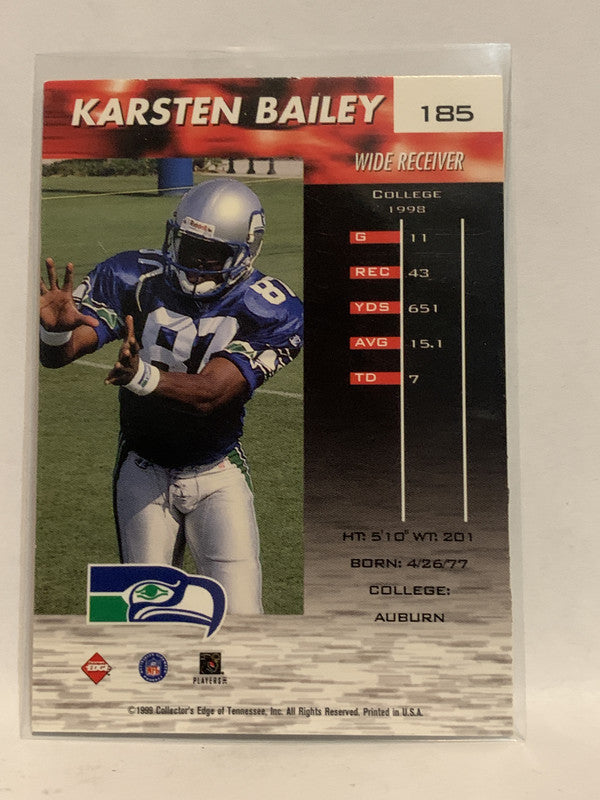 KARSTEN BAILEY
185
WIDE RECEIVER
COLLEGE
1998
G 11
REC 43
YDS 651
AVG 15.1
TD 7
87
87
HT: 5'10" WT: 201
BORN: 4/26/77
COLLEGE:
AUBURN
PLAYERS
©1999 Collector's Edge of Tennessee, Inc. All Rights Reserved. Printed in U.S.A.